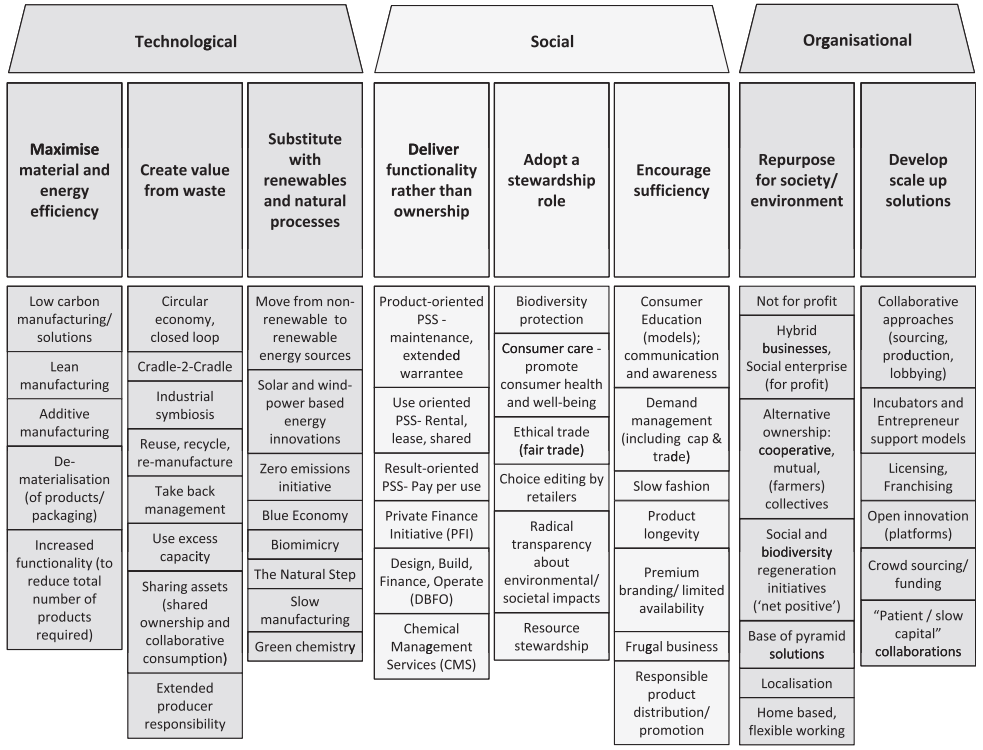 Technological
Social
Organisational
Maximise
material and
energy
efficiency
Create value
from waste
Substitute
with
renewables
and natural
processes
Deliver
functionality
rather than
ownership
Adopt a
stewardship
role
Encourage
sufficiency
Repurpose
for society/
environment
Develop
scale up
solutions
Low carbon
manufacturing/
solutions
Lean
manufacturing
Additive
manufacturing
De-
materialisation
(of products/
packaging)
Increased
functionality (to
reduce total
number of
products
required)
Circular
economy,
closed loop
Cradle-2-Cradle
Industrial
symbiosis
Reuse, recycle,
re-manufacture
Take back
management
Use excess
capacity
Sharing assets
(shared
ownership and
collaborative
consumption)
Extended
producer
responsibility
Move from non-
renewable to
renewable
energy sources
Solar and wind-
power based
energy
innovations
Zero emissions
initiative
Blue Economy
Biomimicry
The Natural Step
Slow
manufacturing
Green chemistry
Product-oriented
PSS -
maintenance,
extended
warrantee
Use oriented
PSS- Rental,
lease, shared
Result-oriented
PSS- Pay per use
Private Finance
Initiative (PFI)
Design, Build,
Finance, Operate
(DBFO)
Chemical
Management
Services (CMS)
Biodiversity
protection
Consumer care -
promote
consumer health
and well-being
Ethical trade
(fair trade)
Choice editing by
retailers
Radical
transparency
about
environmental/
societal impacts
Resource
stewardship
Consumer
Education
(models);
communication
and awareness
Demand
management
(including cap &
trade)
Slow fashion
Product
longevity
Premium
branding/ limited
availability
Frugal business
Responsible
product
distribution/
promotion
Not for profit
Hybrid
businesses,
Social enterprise
(for profit)
Alternative
ownership:
cooperative,
mutual,
(farmers)
collectives
Social and
biodiversity
regeneration
initiatives
('net positive')
Base of pyramid
solutions
Localisation
Home based,
flexible working
Collaborative
approaches
(sourcing,
production,
lobbying)
Incubators and
Entrepreneur
support models
Licensing,
Franchising
Open innovation
(platforms)
Crowd sourcing/
funding
“Patient / slow
capital”
collaborations